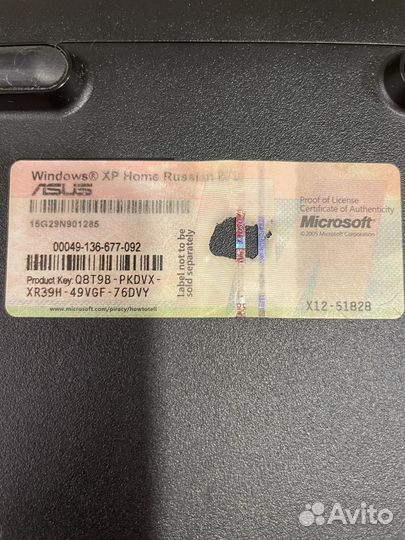 Windows® XP Home Russian
ASUS
15G29N901285
00049-136-677-092
Product Key: Q8T9B-PKDVX-
XR39H-49VGF-76DVY
www.microsoft.com/piracy/howtotell
Label not to be
sold separately
Proof of License
Certificate of Authenticity
Microsoft®
©2005 Microsoft Corporation
X12-51828
Avito